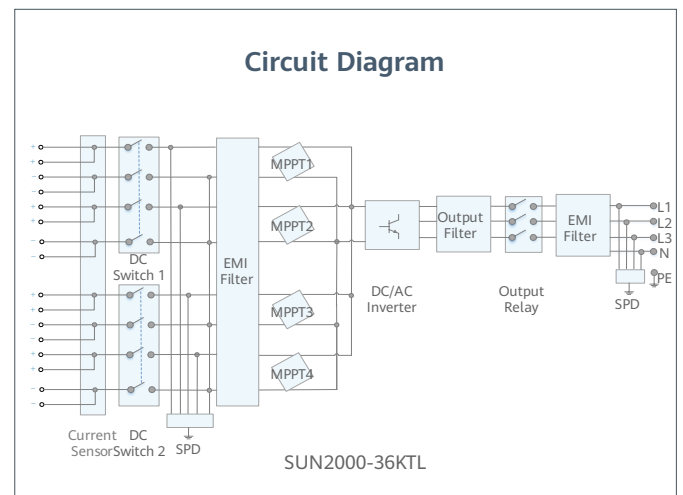 Circuit Diagram
+
+
-
-
+
+
-
-
DC
Switch 1
+
+
-
-
+
+
-
-
Current
Sensor
DC
Switch 2
SPD
EMI
Filter
MPPT1
MPPT2
MPPT3
MPPT4
DC/AC
Inverter
Output
Filter
Output
Relay
EMI
Filter
L1
L2
L3
N
PE
SPD
SUN2000-36KTL